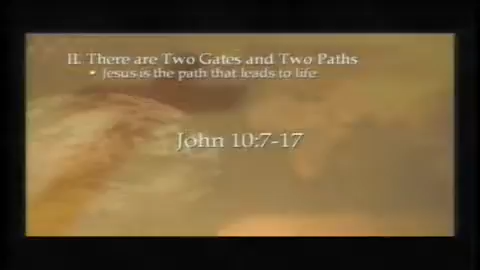 II. There are Two Gates and Two Paths
• Jesus is the path that leads to life
John 10:7-17